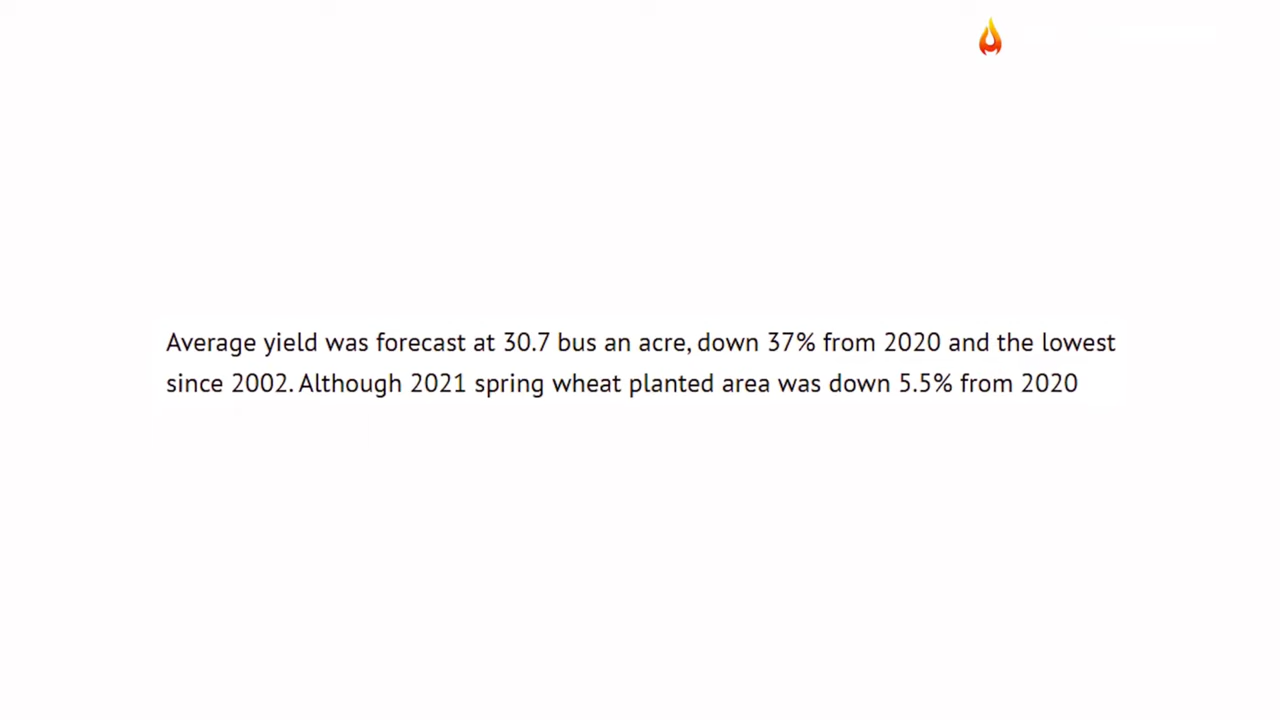 Average yield was forecast at 30.7 bus an acre, down 37% from 2020 and the lowest
since 2002. Although 2021 spring wheat planted area was down 5.5% from 2020